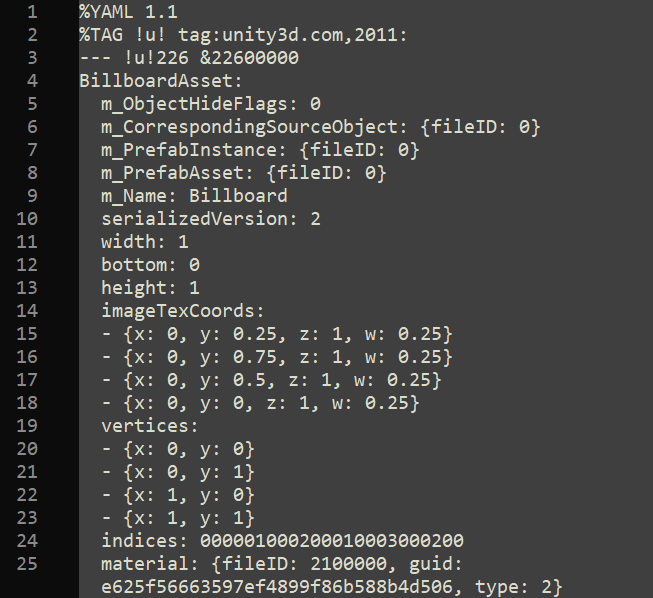 1 %YAML 1.1
2 %TAG !u! tag:unity3d.com,2011:
3 --- !u!226 &22600000
4 BillboardAsset:
5 m_ObjectHideFlags: 0
6 m_CorrespondingSourceObject: {fileID: 0}
7 m_PrefabInstance: {fileID: 0}
8 m_PrefabAsset: {fileID: 0}
9 m_Name: Billboard
10 serializedVersion: 2
11 width: 1
12 bottom: 0
13 height: 1
14 imageTexCoords:
15 - {x: 0, y: 0.25, z: 1, w: 0.25}
16 - {x: 0, y: 0.75, z: 1, w: 0.25}
17 - {x: 0, y: 0.5, z: 1, w: 0.25}
18 - {x: 0, y: 0, z: 1, w: 0.25}
19 vertices:
20 - {x: 0, y: 0}
21 - {x: 0, y: 1}
22 - {x: 1, y: 0}
23 - {x: 1, y: 1}
24 indices: 000001000200010003000200
25 material: {fileID: 2100000, guid:
e625f56663597ef4899f86b588b4d506, type: 2}